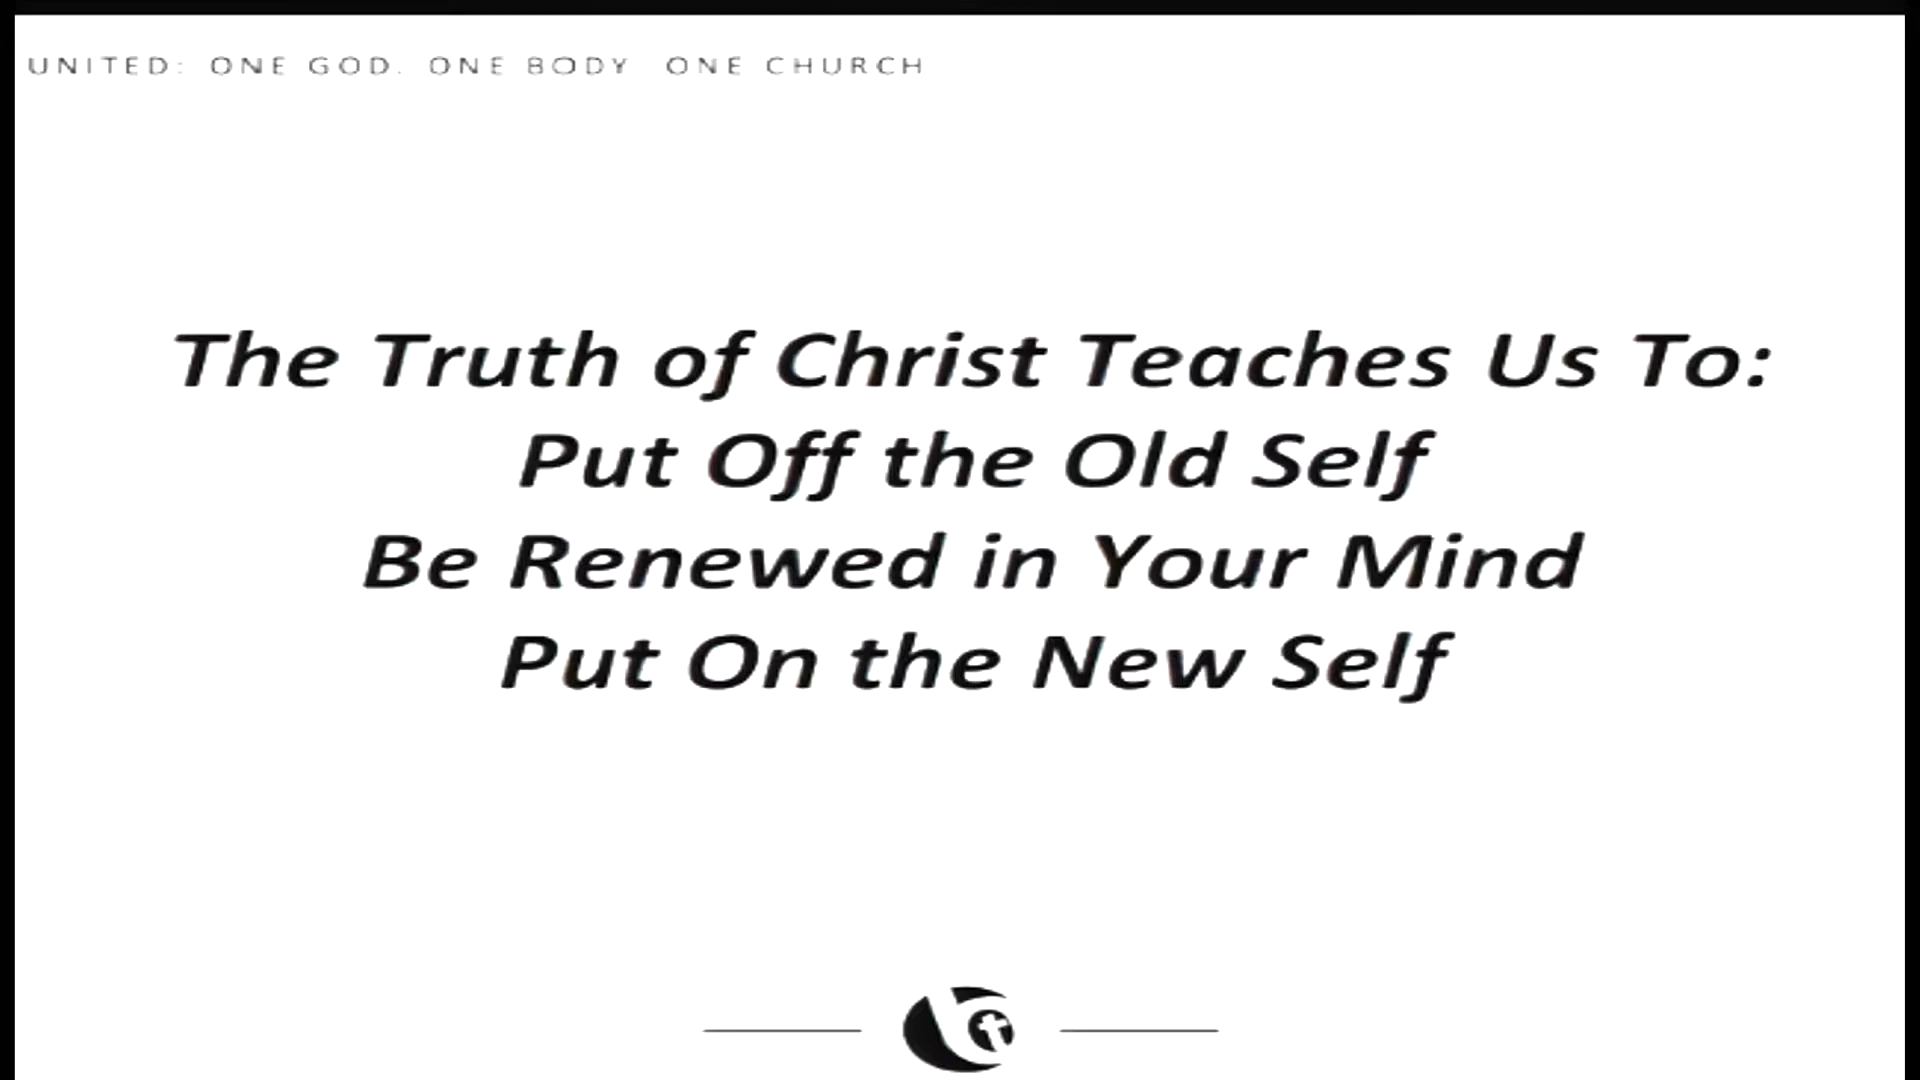 UNITED: ONE GOD. ONE BODY ONE CHURCH
The Truth of Christ Teaches Us To:
Put Off the Old Self
Be Renewed in Your Mind
Put On the New Self